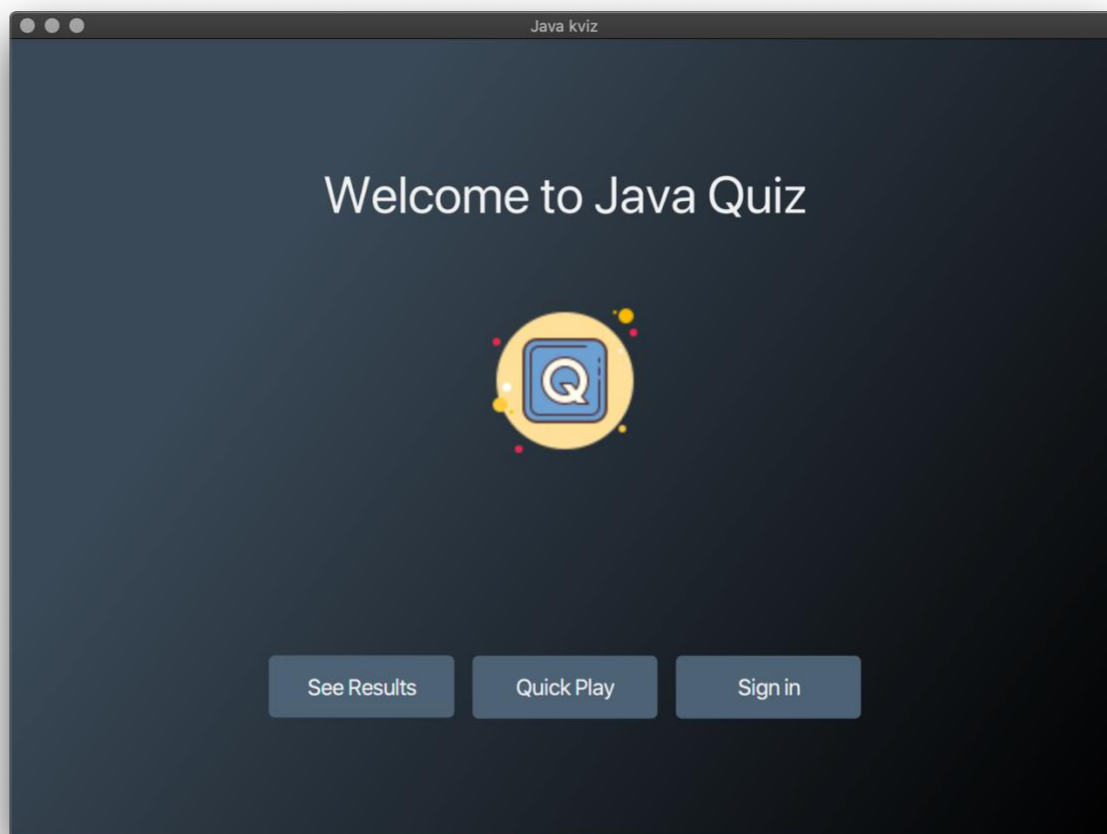 Java kviz
Welcome to Java Quiz
Q
See Results
Quick Play
Sign in